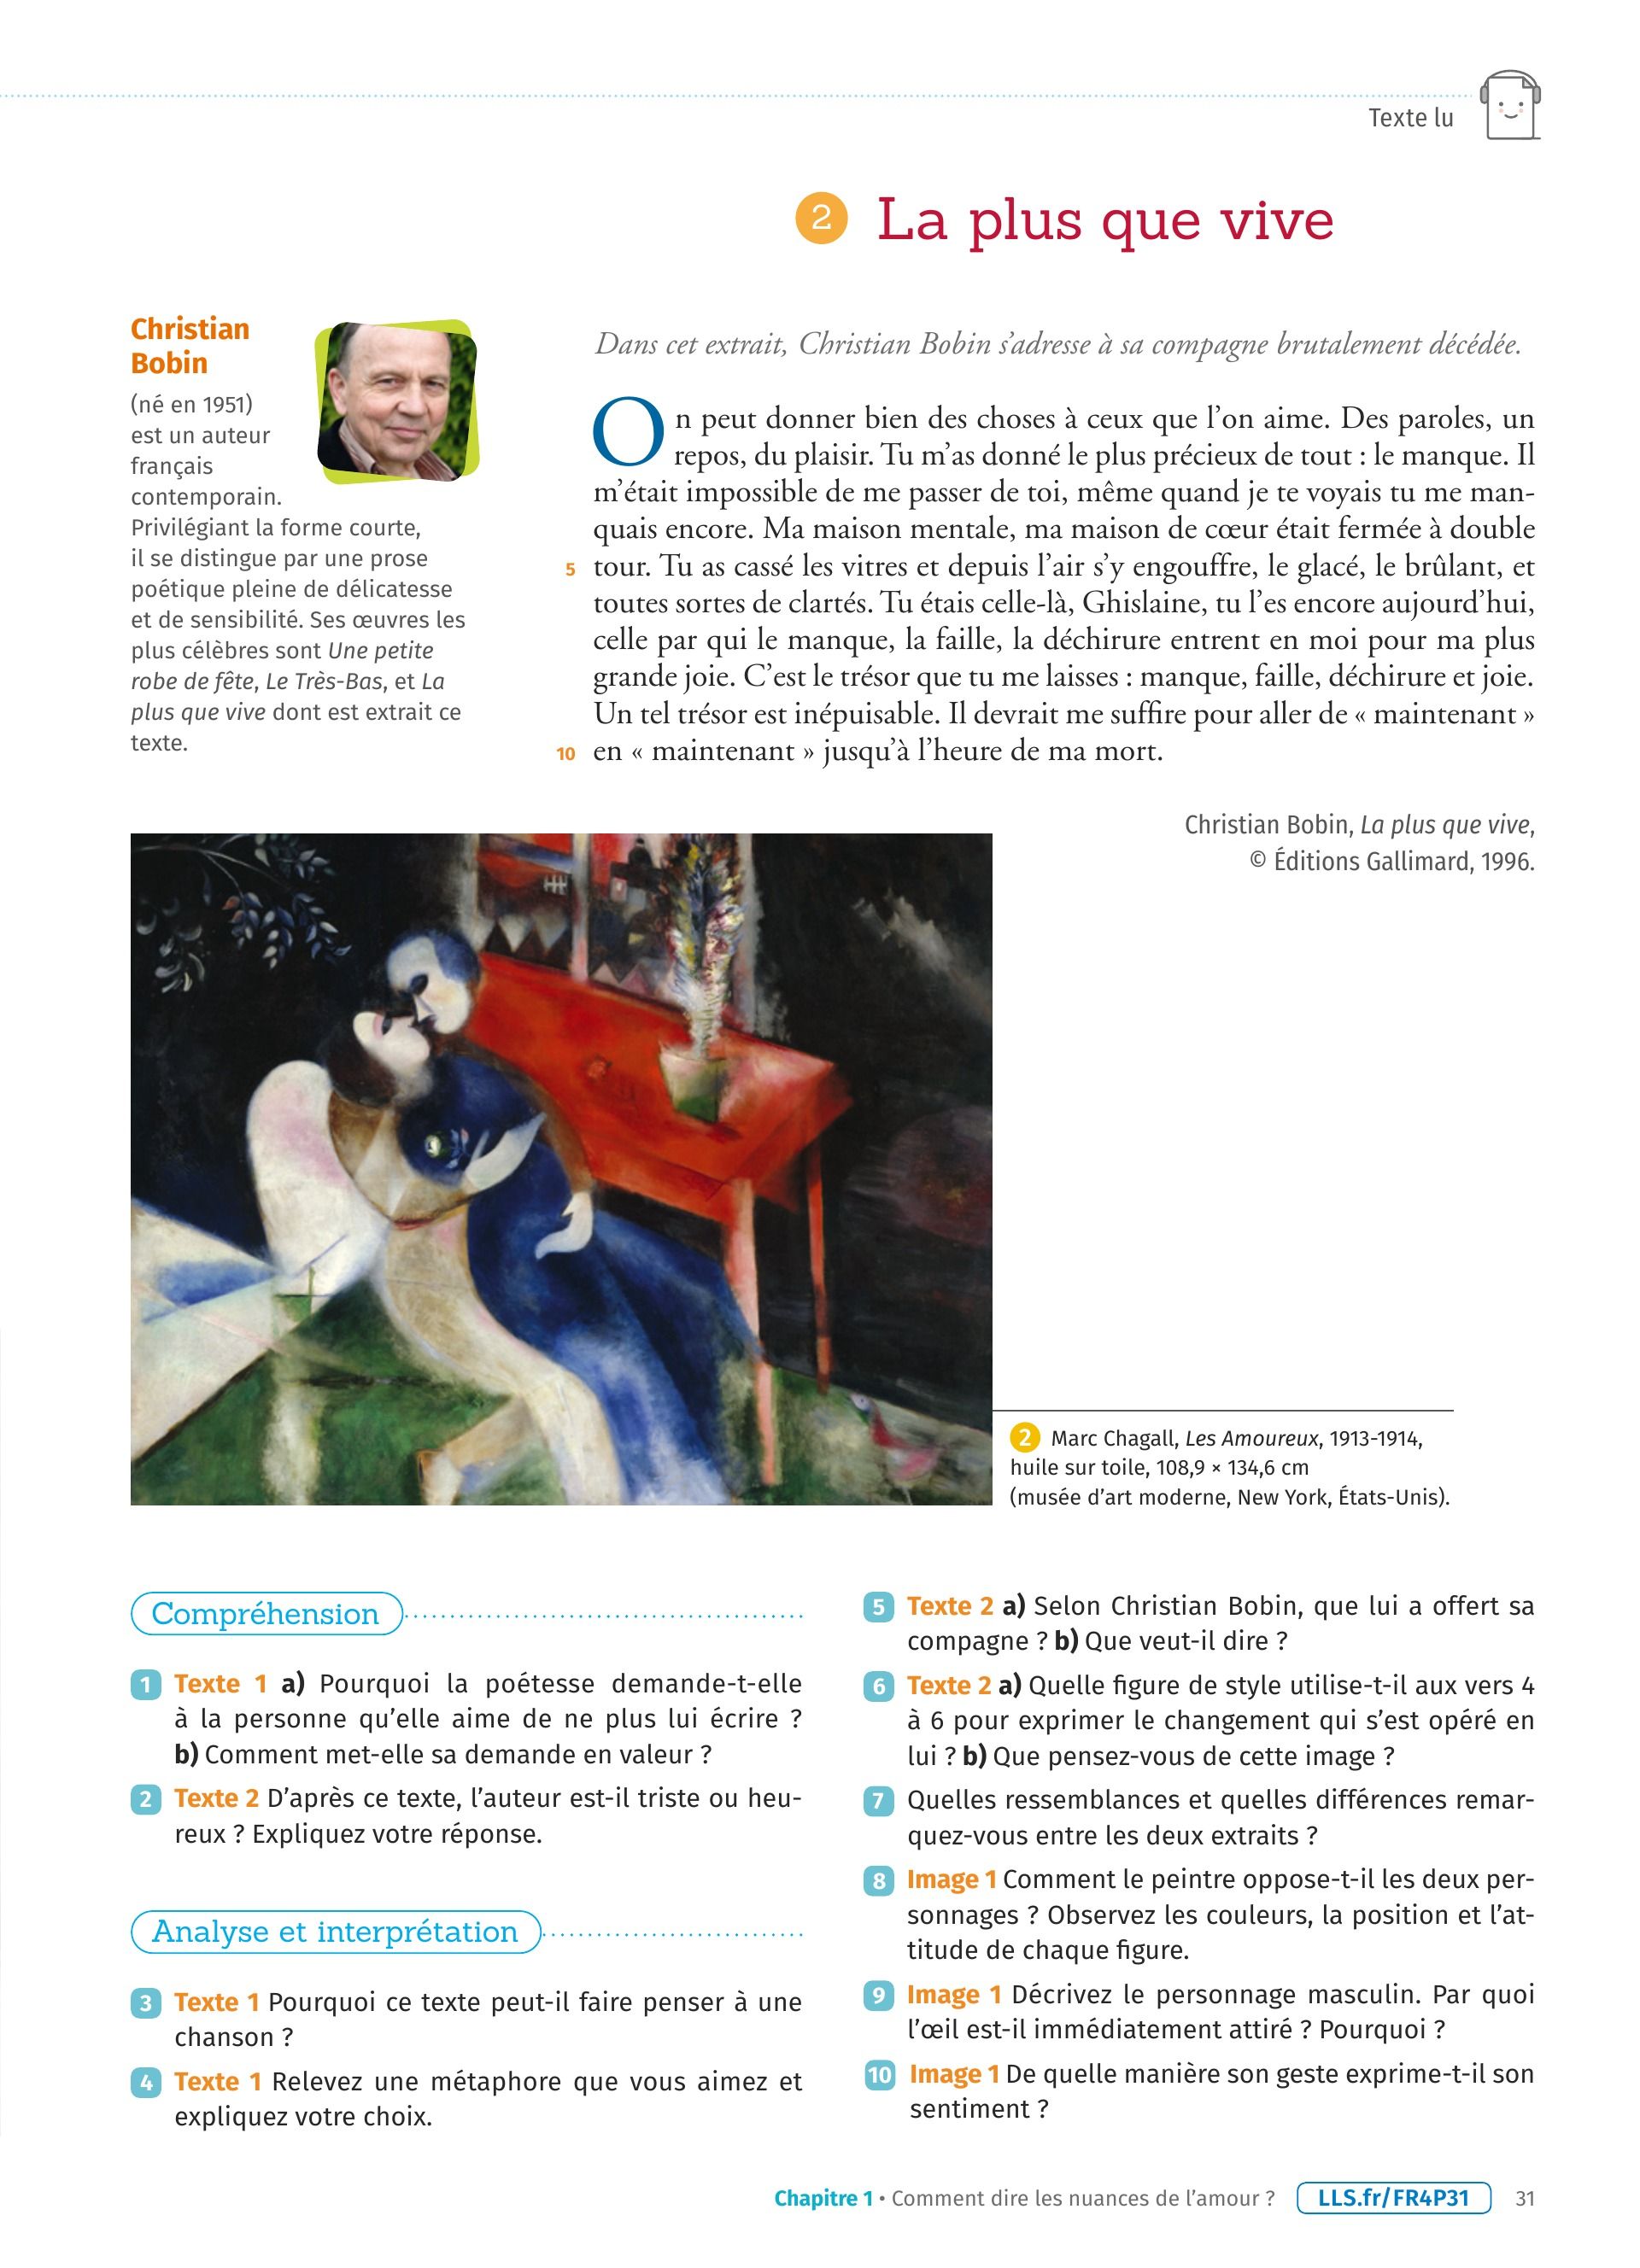 Texte lu
2 La plus que vive
Christian
Bobin
(né en 1951)
est un auteur
français
contemporain.
Privilégiant la forme courte,
il se distingue par une prose
poétique pleine de délicatesse
et de sensibilité. Ses œuvres les
plus célèbres sont Une petite
robe de fête, Le Très-Bas, et La
plus que vive dont est extrait ce
texte.
Dans cet extrait, Christian Bobin s’adresse à sa compagne brutalement décédée.
On peut donner bien des choses à ceux que l’on aime. Des paroles, un
repos, du plaisir. Tu m’as donné le plus précieux de tout : le manque. Il
m’était impossible de me passer de toi, même quand je te voyais tu me man-
quais encore. Ma maison mentale, ma maison de cœur était fermée à double
5 tour. Tu as cassé les vitres et depuis l’air s’y engouffre, le glacé, le brûlant, et
toutes sortes de clartés. Tu étais celle-là, Ghislaine, tu l’es encore aujourd’hui,
celle par qui le manque, la faille, la déchirure entrent en moi pour ma plus
grande joie. C’est le trésor que tu me laisses : manque, faille, déchirure et joie.
Un tel trésor est inépuisable. Il devrait me suffire pour aller de « maintenant »
10 en « maintenant » jusqu’à l’heure de ma mort.
Christian Bobin, La plus que vive,
© Éditions Gallimard, 1996.
2 Marc Chagall, Les Amoureux, 1913-1914,
huile sur toile, 108,9 × 134,6 cm
(musée d’art moderne, New York, États-Unis).
Compréhension
1 Texte 1 a) Pourquoi la poétesse demande-t-elle
à la personne qu’elle aime de ne plus lui écrire ?
b) Comment met-elle sa demande en valeur ?
2 Texte 2 D’après ce texte, l’auteur est-il triste ou heu-
reux ? Expliquez votre réponse.
Analyse et interprétation
3 Texte 1 Pourquoi ce texte peut-il faire penser à une
chanson ?
4 Texte 1 Relevez une métaphore que vous aimez et
expliquez votre choix.
5 Texte 2 a) Selon Christian Bobin, que lui a offert sa
compagne ? b) Que veut-il dire ?
6 Texte 2 a) Quelle figure de style utilise-t-il aux vers 4
à 6 pour exprimer le changement qui s’est opéré en
lui ? b) Que pensez-vous de cette image ?
7 Quelles ressemblances et quelles différences remar-
quez-vous entre les deux extraits ?
8 Image 1 Comment le peintre oppose-t-il les deux per-
sonnages ? Observez les couleurs, la position et l’at-
titude de chaque figure.
9 Image 1 Décrivez le personnage masculin. Par quoi
l’œil est-il immédiatement attiré ? Pourquoi ?
10 Image 1 De quelle manière son geste exprime-t-il son
sentiment ?
Chapitre 1 • Comment dire les nuances de l’amour ? LLS.fr/FR4P31 31